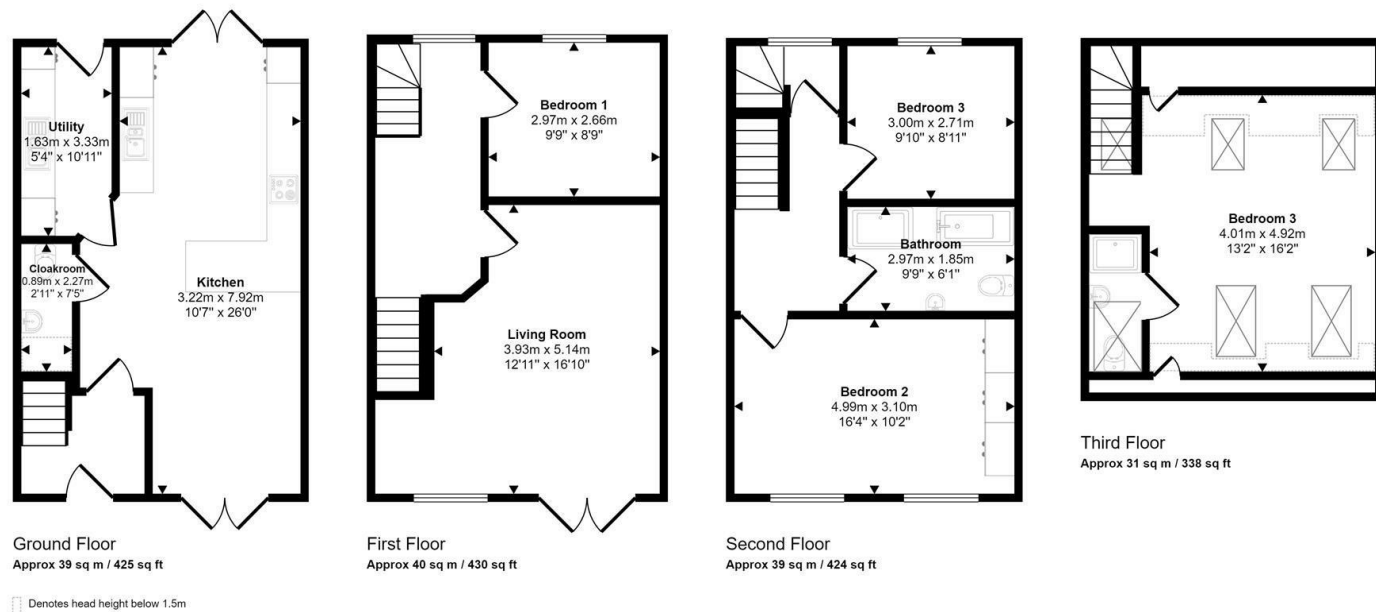 Utility
1.63m x 3.33m
5'4" x 10'11"
Cloakroom
0.89m x 2.27m
2'11" x 7'5"
Kitchen
3.22m x 7.92m
10'7" x 26'0"
Ground Floor
Approx 39 sq m / 425 sq ft
Denotes head height below 1.5m
Bedroom 1
2.97m x 2.66m
9'9" x 8'9"
Living Room
3.93m x 5.14m
12'11" x 16'10"
First Floor
Approx 40 sq m / 430 sq ft
Bedroom 3
3.00m x 2.71m
9'10" x 8'11"
Bathroom
2.97m x 1.85m
9'9" x 6'1"
Bedroom 2
4.99m x 3.10m
16'4" x 10'2"
Second Floor
Approx 39 sq m / 424 sq ft
Bedroom 3
4.01m x 4.92m
13'2" x 16'2"
Third Floor
Approx 31 sq m / 338 sq ft